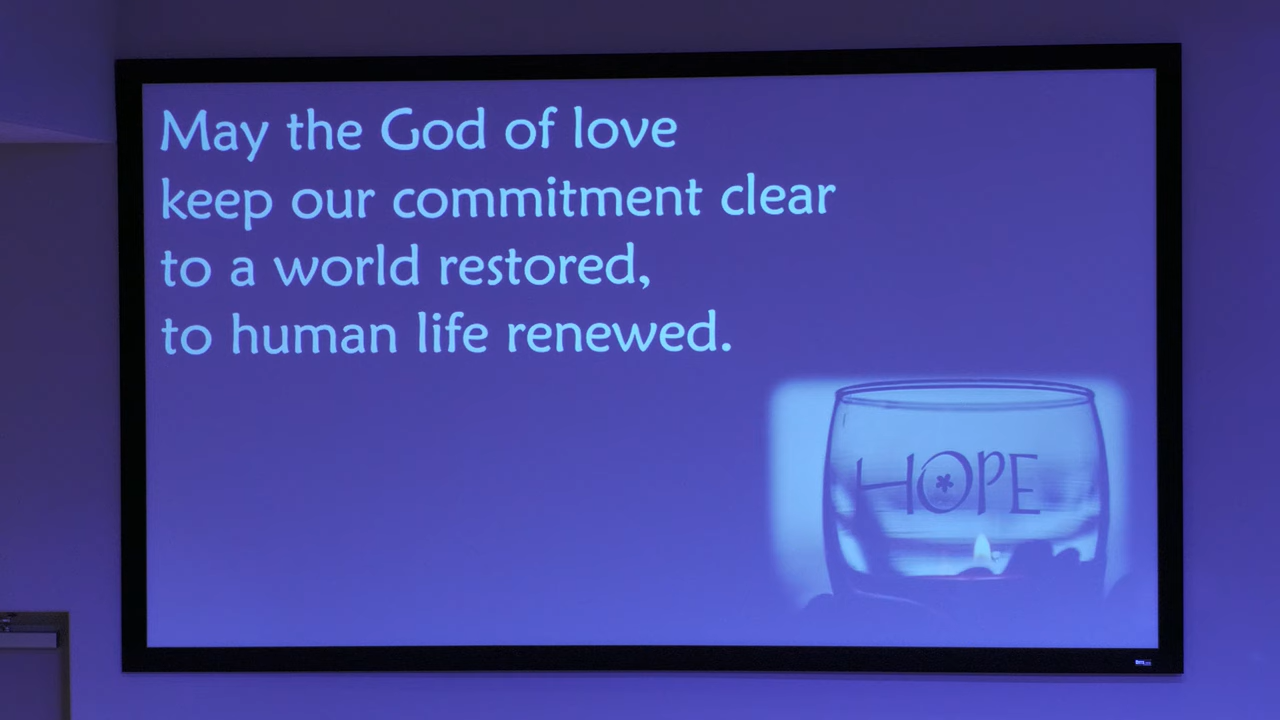 May the God of love
keep our commitment clear
to a world restored,
to human life renewed.
HOPE